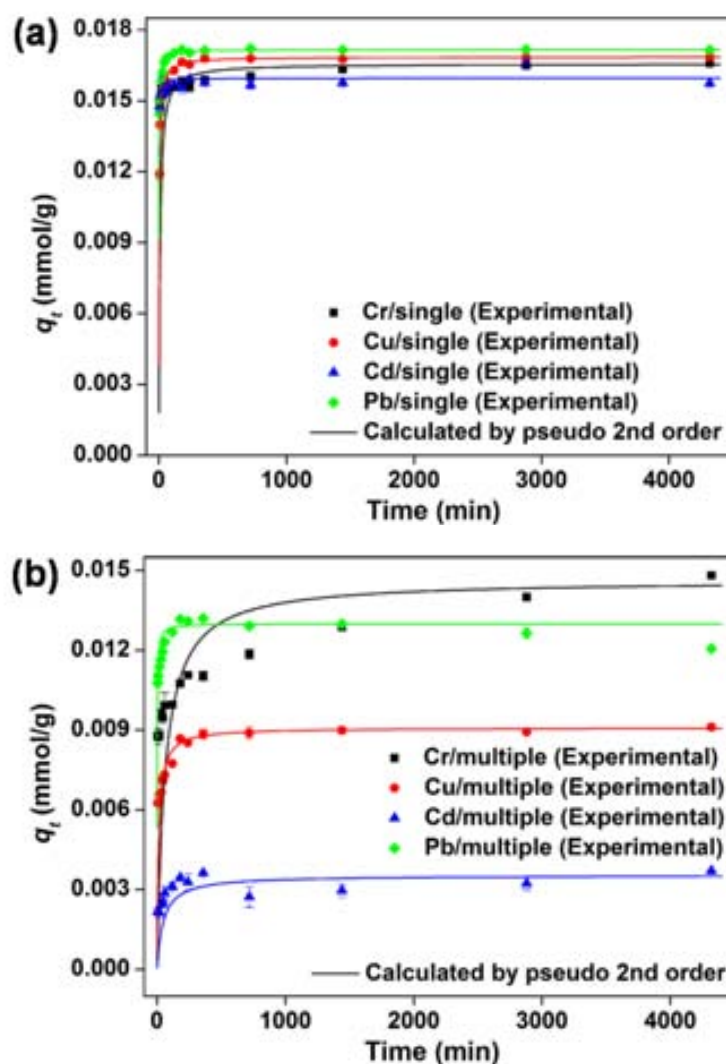 (a)
0.018
0.015
0.012
0.009
0.006
0.003
0.000
q_t (mmol/g)
Cr/single (Experimental)
Cu/single (Experimental)
Cd/single (Experimental)
Pb/single (Experimental)
Calculated by pseudo 2nd order
0 1000 2000 3000 4000
Time (min)
(b)
0.015
0.012
0.009
0.006
0.003
0.000
q_t (mmol/g)
Cr/multiple (Experimental)
Cu/multiple (Experimental)
Cd/multiple (Experimental)
Pb/multiple (Experimental)
Calculated by pseudo 2nd order
0 1000 2000 3000 4000
Time (min)